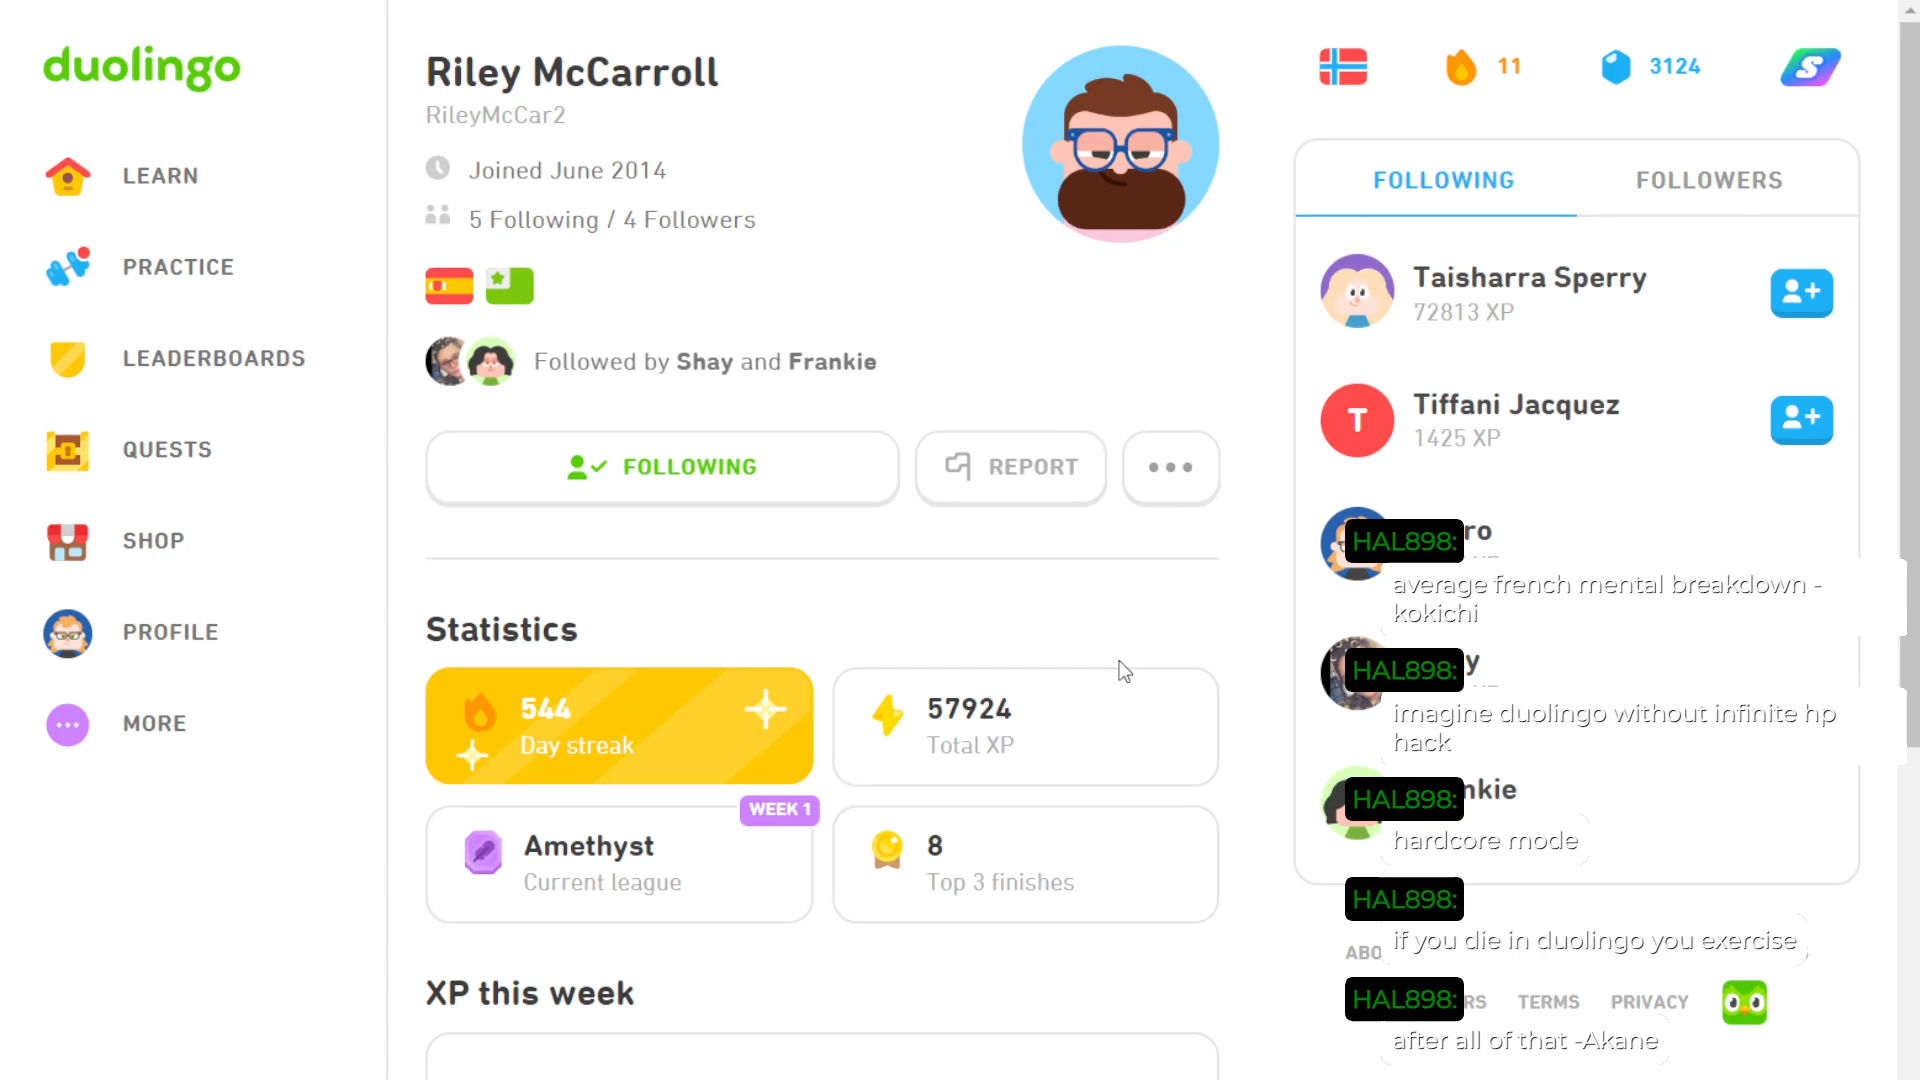 duolingo
LEARN
PRACTICE
LEADERBOARDS
QUESTS
SHOP
PROFILE
MORE
Riley McCarroll
RileyMcCar2
Joined June 2014
5 Following / 4 Followers
Followed by Shay and Frankie
FOLLOWING
REPORT
Statistics
544
Day streak
57924
Total XP
WEEK 1
Amethyst
Current league
8
Top 3 finishes
XP this week
11
3124
S
FOLLOWING
FOLLOWERS
Taisharra Sperry
72813 XP
T
Tiffani Jacquez
1425 XP
ro
HAL898:
average french mental breakdown -
kokichi
y
HAL898:
imagine duolingo without infinite hp
hack
nkie
HAL898:
hardcore mode
HAL898:
ABO
if you die in duolingo you exercise
HAL898:
RS TERMS PRIVACY
after all of that -Akane